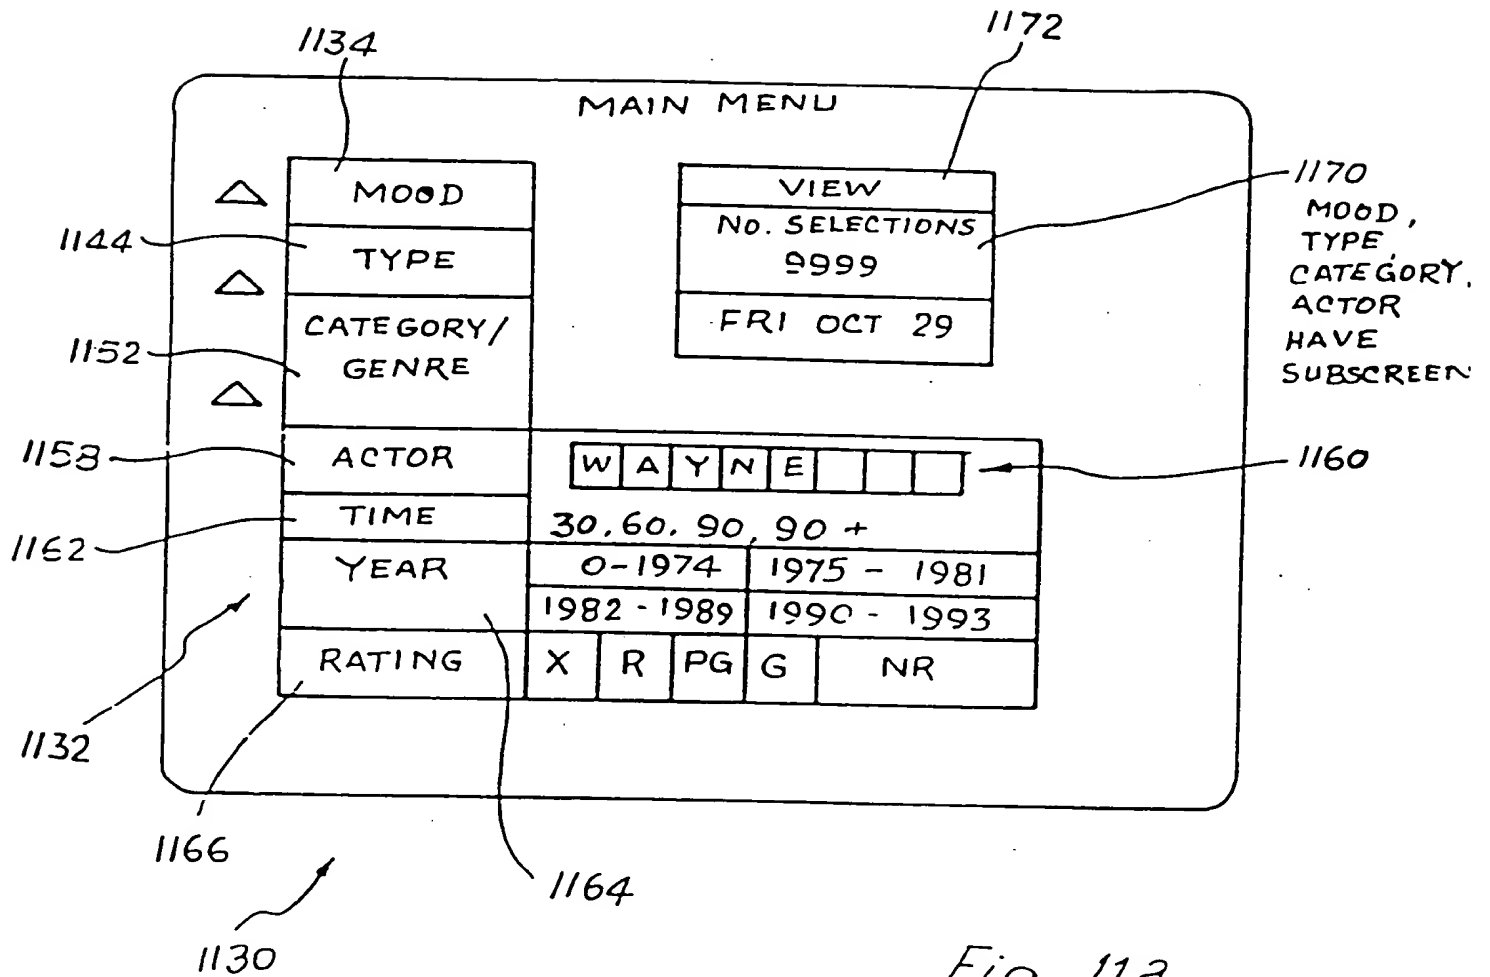 1134
1172
MAIN MENU
MOOD
VIEW
1170
MOOD,
TYPE
CATEGORY.
ACTOR
HAVE
SUBSCREEN
No. SELECTIONS
9999
1144
TYPE
FRI OCT 29
CATEGORY/
GENRE
1152
1158
ACTOR
W A Y N E
1160
TIME
30, 60, 90, 90 +
1162
YEAR
0-1974
1975 - 1981
1982 - 1989
1990 - 1993
RATING
X R PG G NR
1132
1166
1164
1130
Fig. 11a